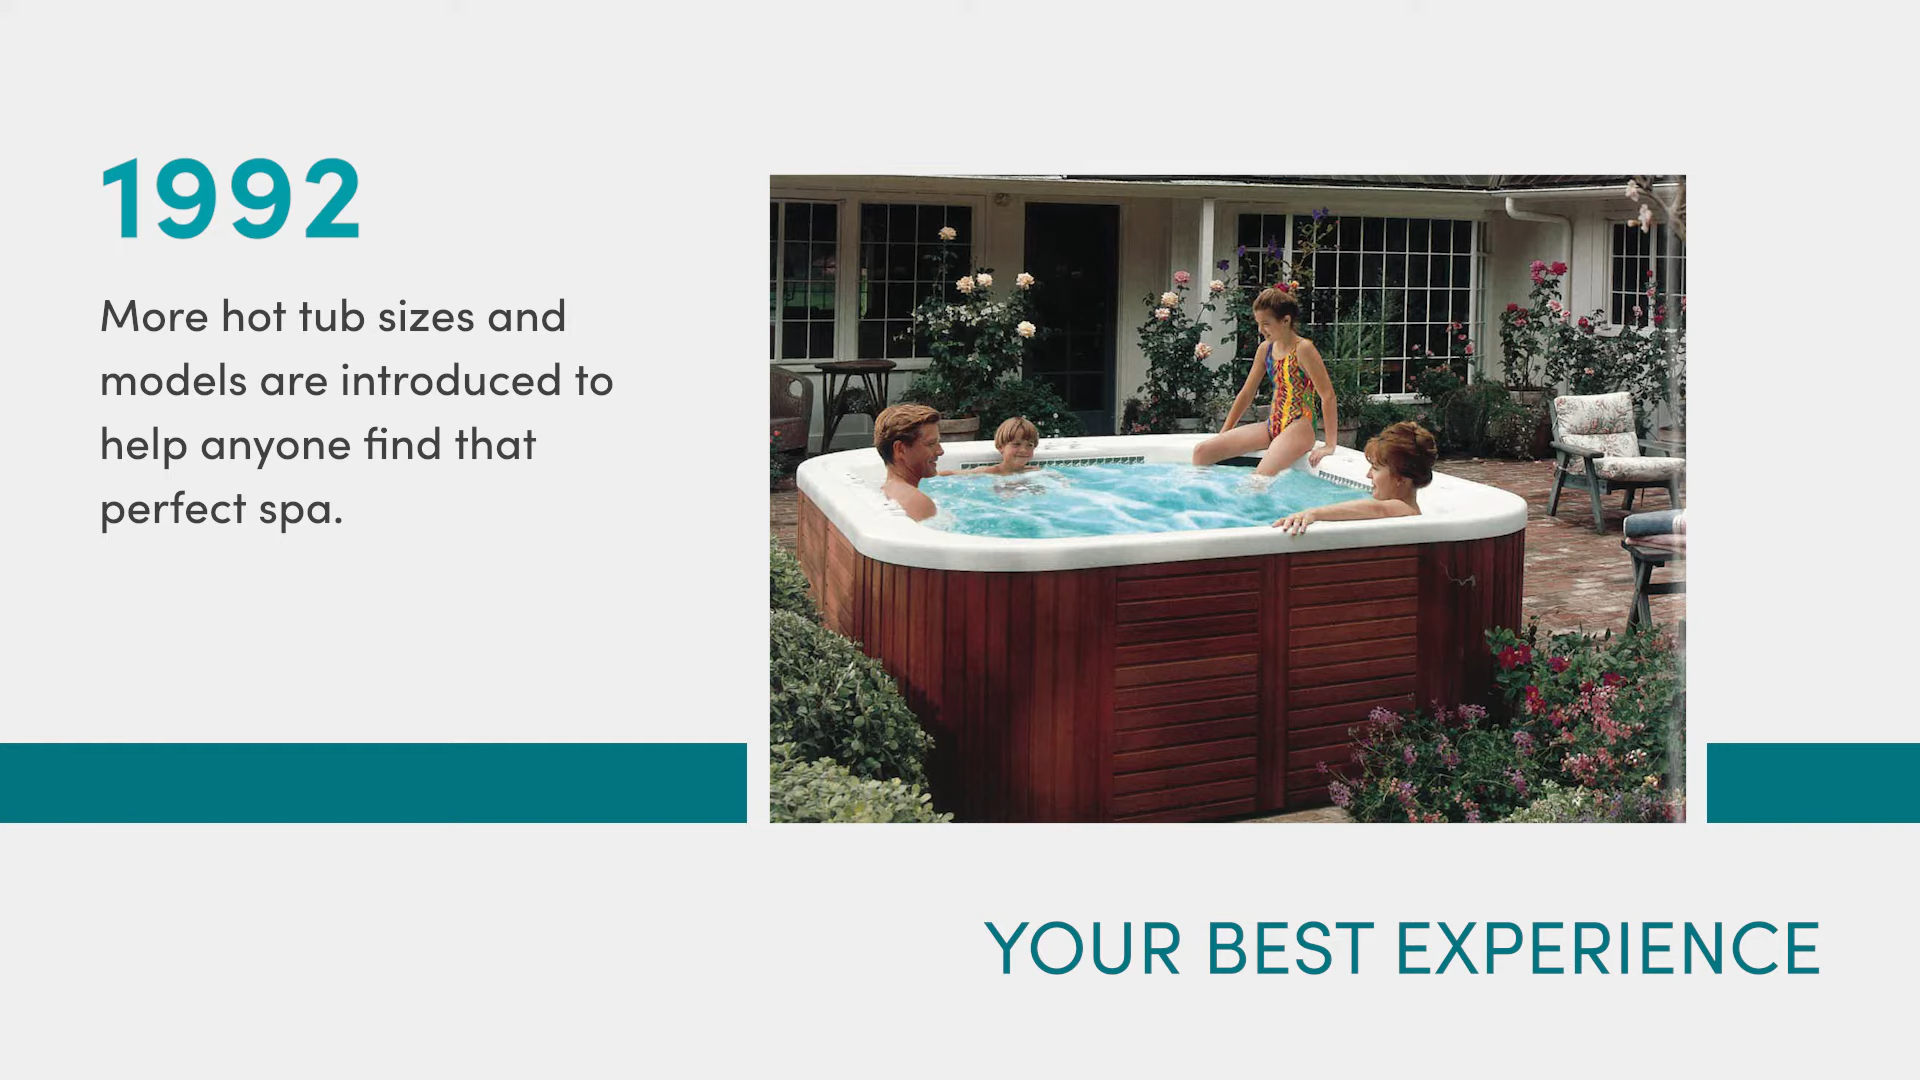 1992
More hot tub sizes and
models are introduced to
help anyone find that
perfect spa.
YOUR BEST EXPERIENCE